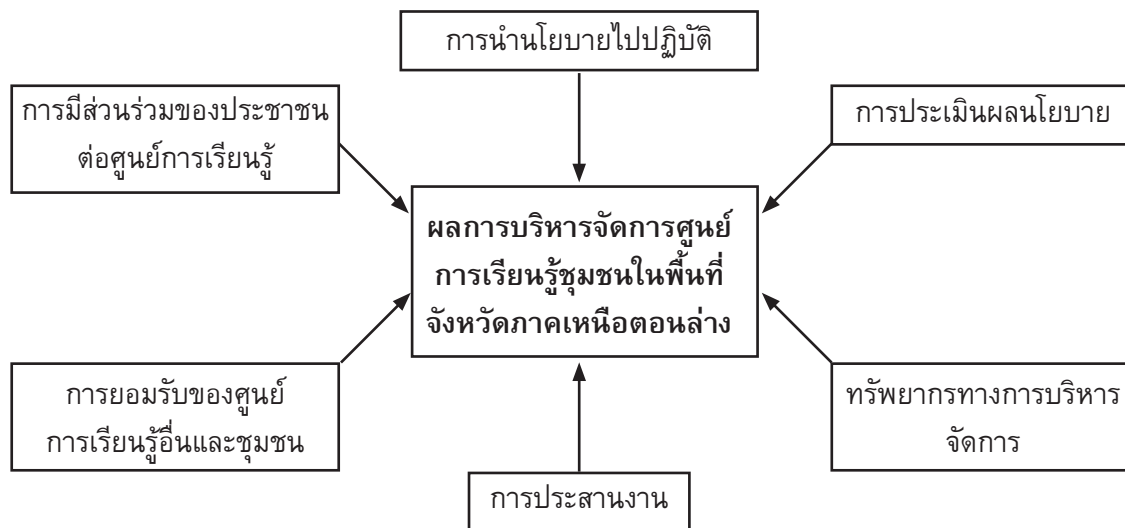 การนำนโยบายไปปฏิบัติ
การมีส่วนร่วมของประชาชน
ต่อศูนย์การเรียนรู้
การประเมินผลนโยบาย
ผลการบริหารจัดการศูนย์
การเรียนรู้ชุมชนในพื้นที่
จังหวัดภาคเหนือตอนล่าง
การยอมรับของศูนย์
การเรียนรู้อื่นและชุมชน
ทรัพยากรทางการบริหาร
จัดการ
การประสานงาน